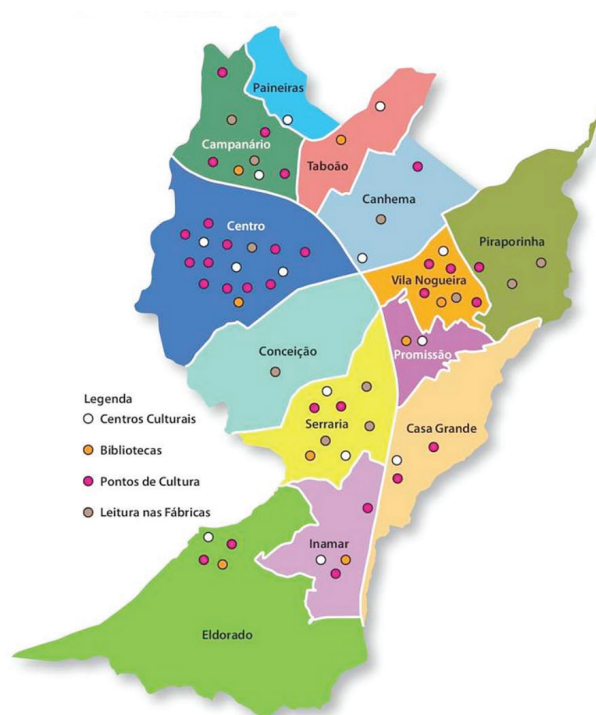 Paineiras
Campanário
Taboão
Canhema
Centro
Piraporinha
Vila Nogueira
Conceição
Promissão
Legenda
Centros Culturais
Bibliotecas
Pontos de Cultura
Leitura nas Fábricas
Serraria
Casa Grande
Inamar
Eldorado